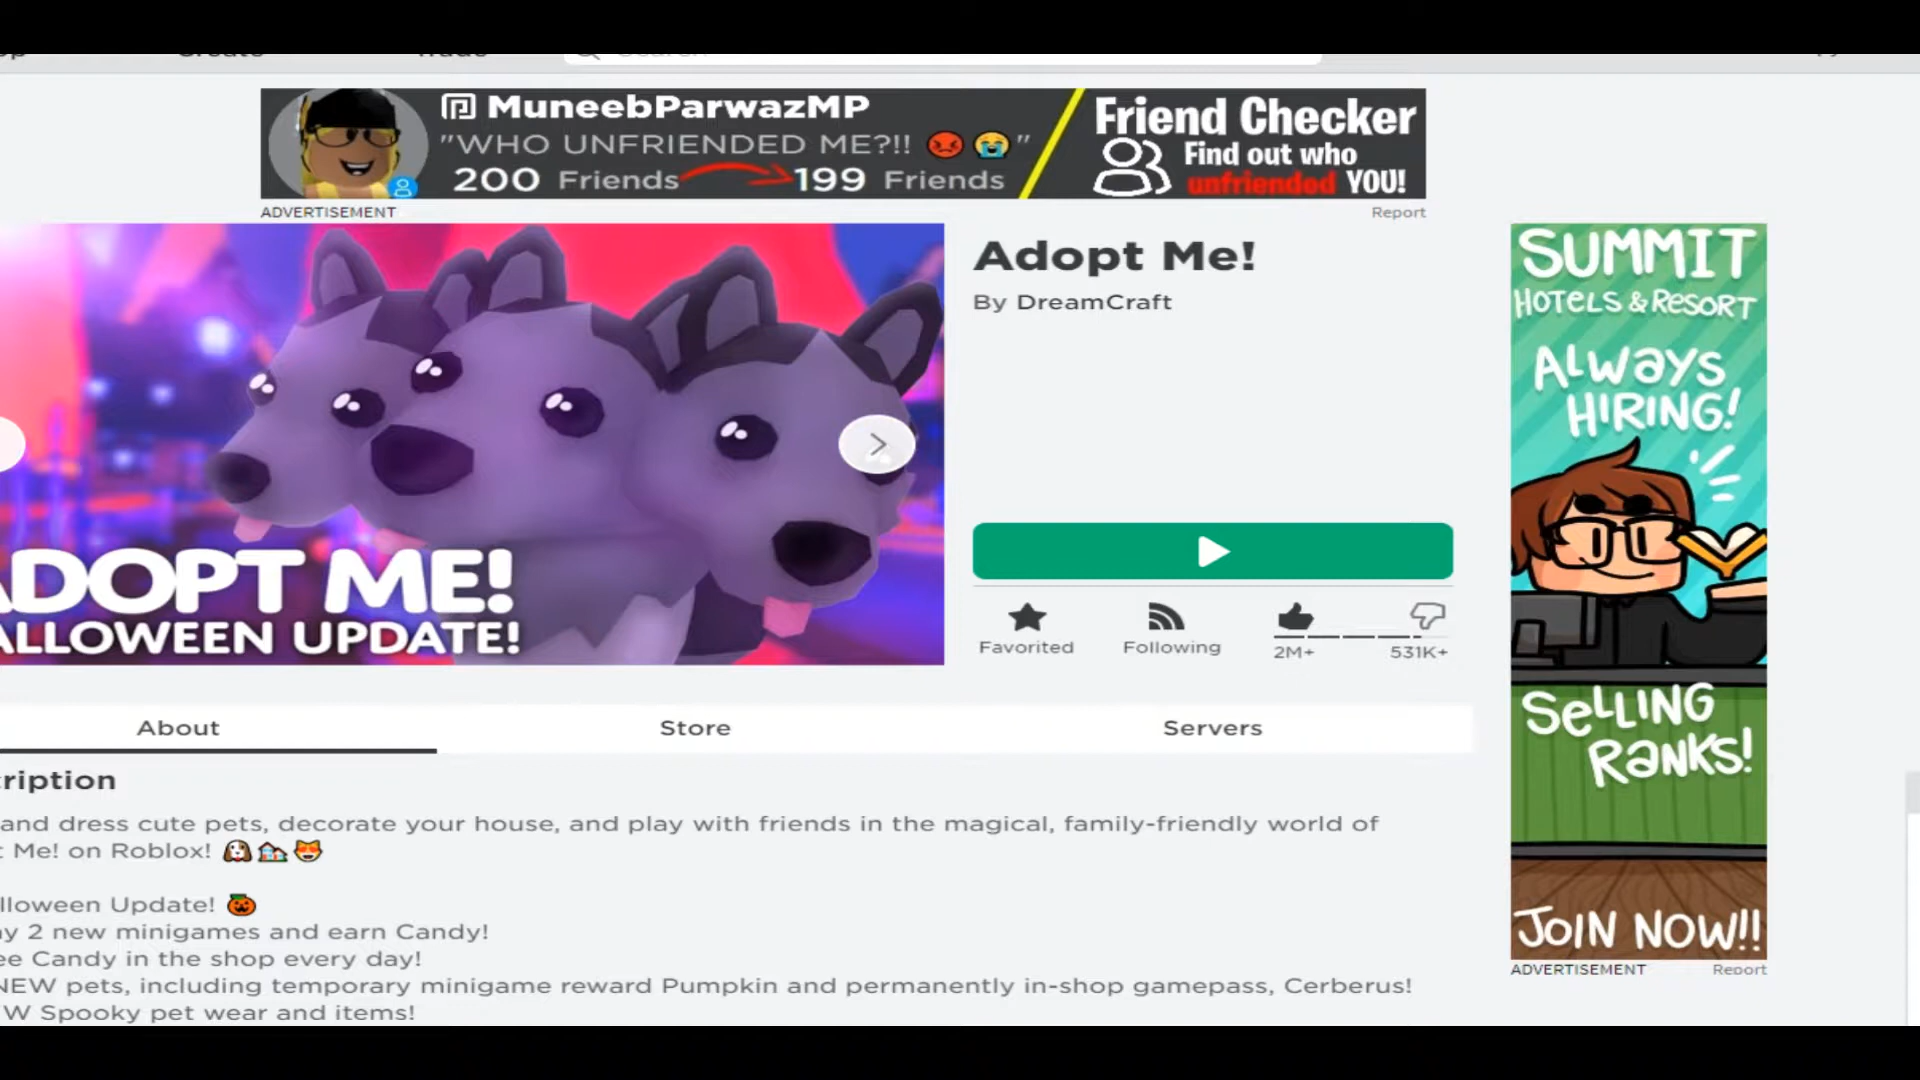 MuneebParwazMP
"WHO UNFRIENDED ME?!! 😡 😭"
200 Friends 199 Friends
Friend Checker
Find out who
unfriended YOU!
ADVERTISEMENT
Report
ADOPT ME!
ALLOWEEN UPDATE!
Adopt Me!
By DreamCraft
Favorited
Following
2M+
531K+
SUMMIT
HOTELS & RESORT
ALWAYS
HIRING!
SELLING
RANKS!
JOIN NOW!!
ADVERTISEMENT
Report
About
Store
Servers
ription
and dress cute pets, decorate your house, and play with friends in the magical, family-friendly world of
t Me! on Roblox! 🐶🏡😻
lloween Update! 🎃
ay 2 new minigames and earn Candy!
ee Candy in the shop every day!
NEW pets, including temporary minigame reward Pumpkin and permanently in-shop gamepass, Cerberus!
W Spooky pet wear and items!